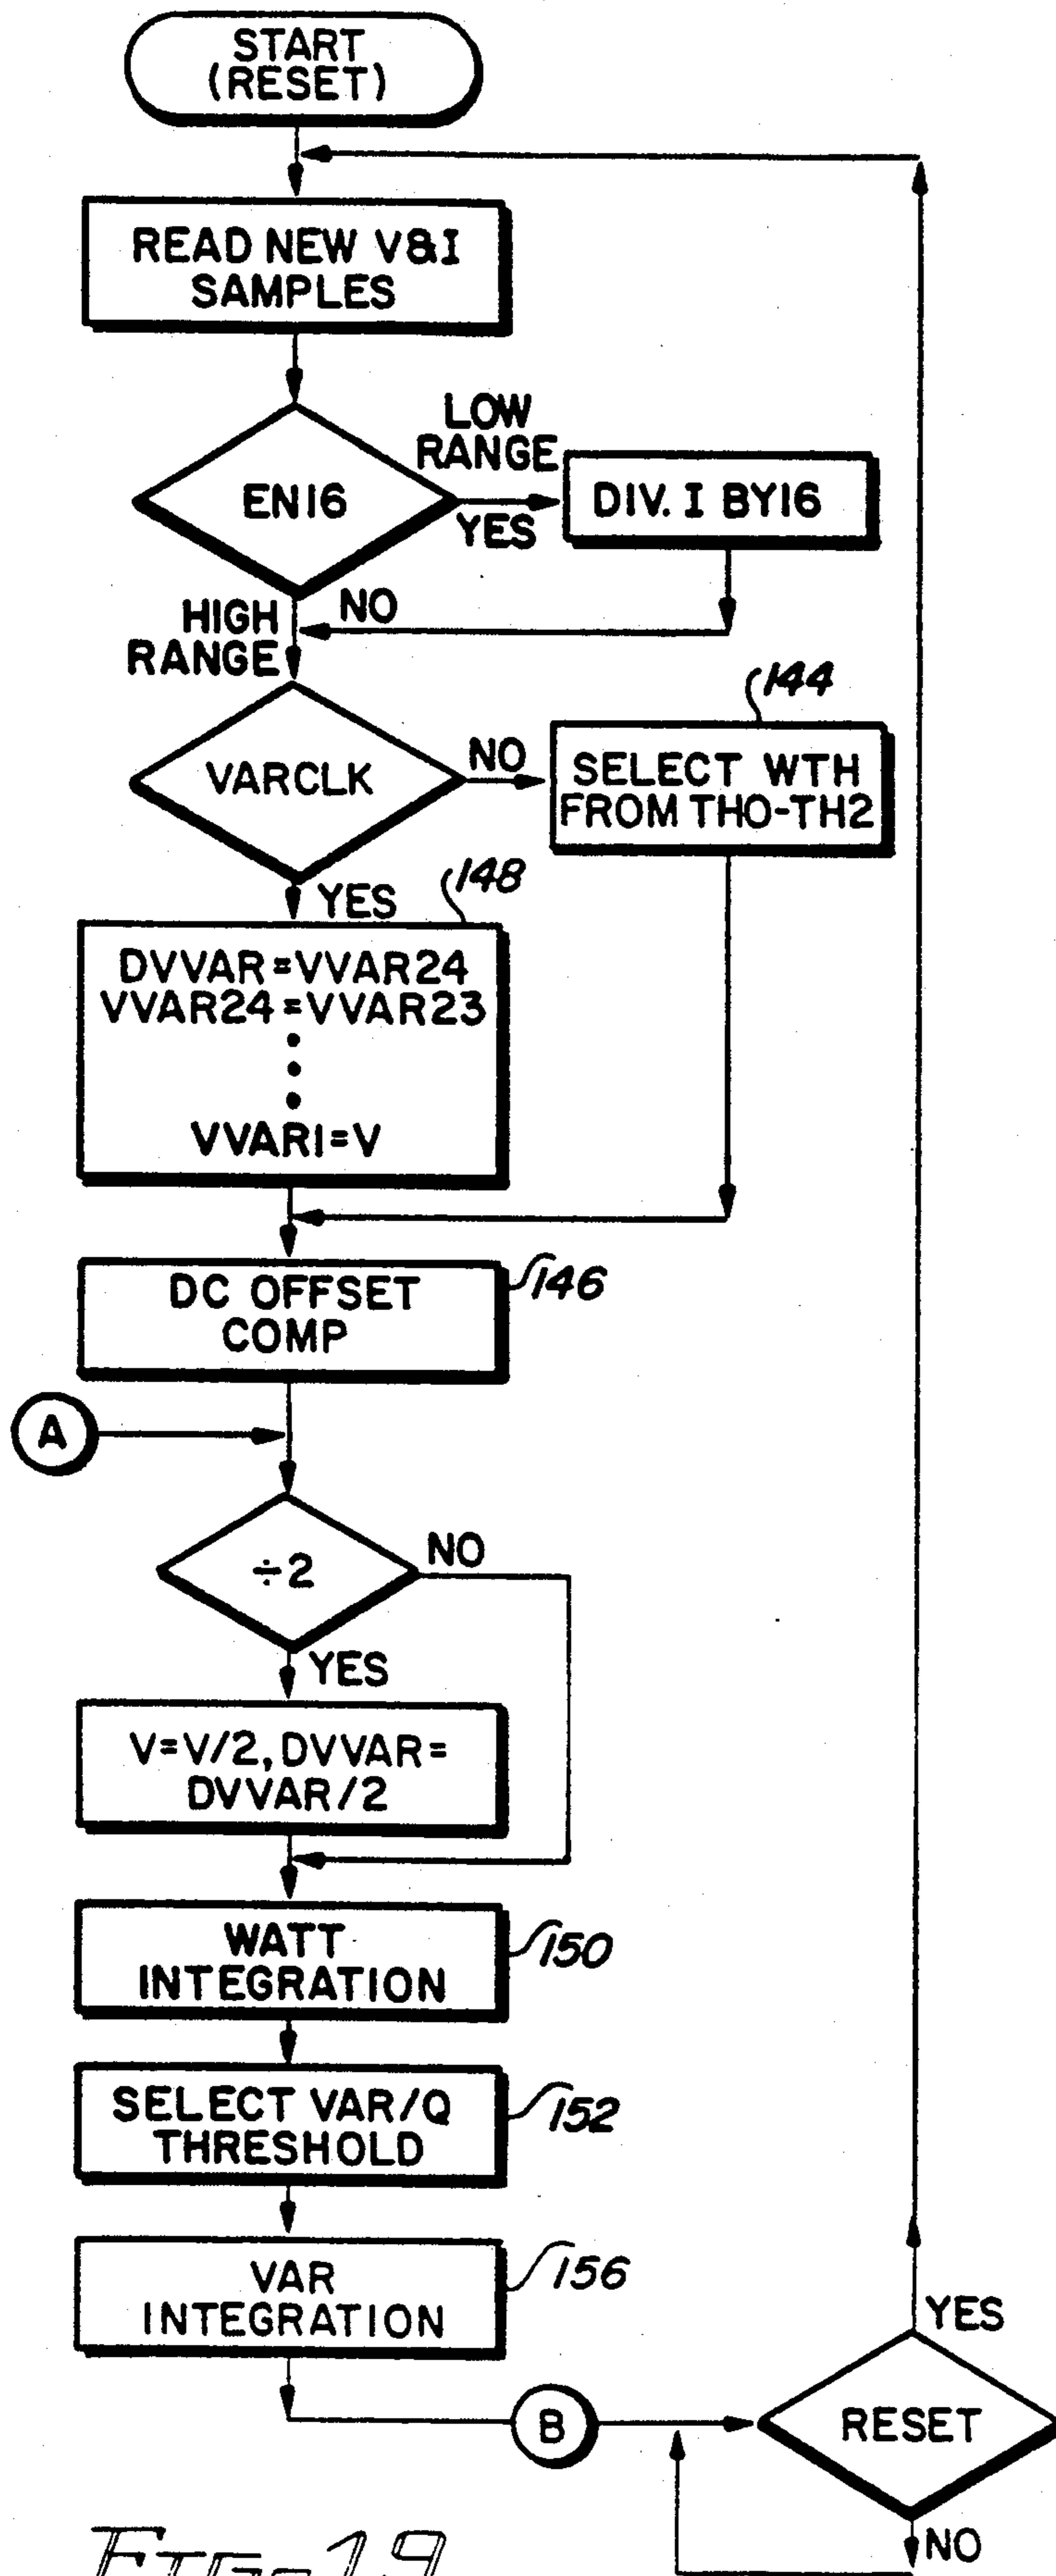 START
(RESET)
READ NEW V&I
SAMPLES
LOW
RANGE
EN16
YES
DIV. I BY16
HIGH
RANGE
NO
144
VARCLK
NO
SELECT WTH
FROM TH0-TH2
YES
148
DVVAR=VVAR24
VVAR24=VVAR23
VVAR1=V
DC OFFSET
COMP
146
A
÷2
NO
YES
V=V/2, DVVAR=
DVVAR/2
WATT
INTEGRATION
150
SELECT VAR/Q
THRESHOLD
152
VAR
INTEGRATION
156
YES
B
RESET
NO
FIG-19